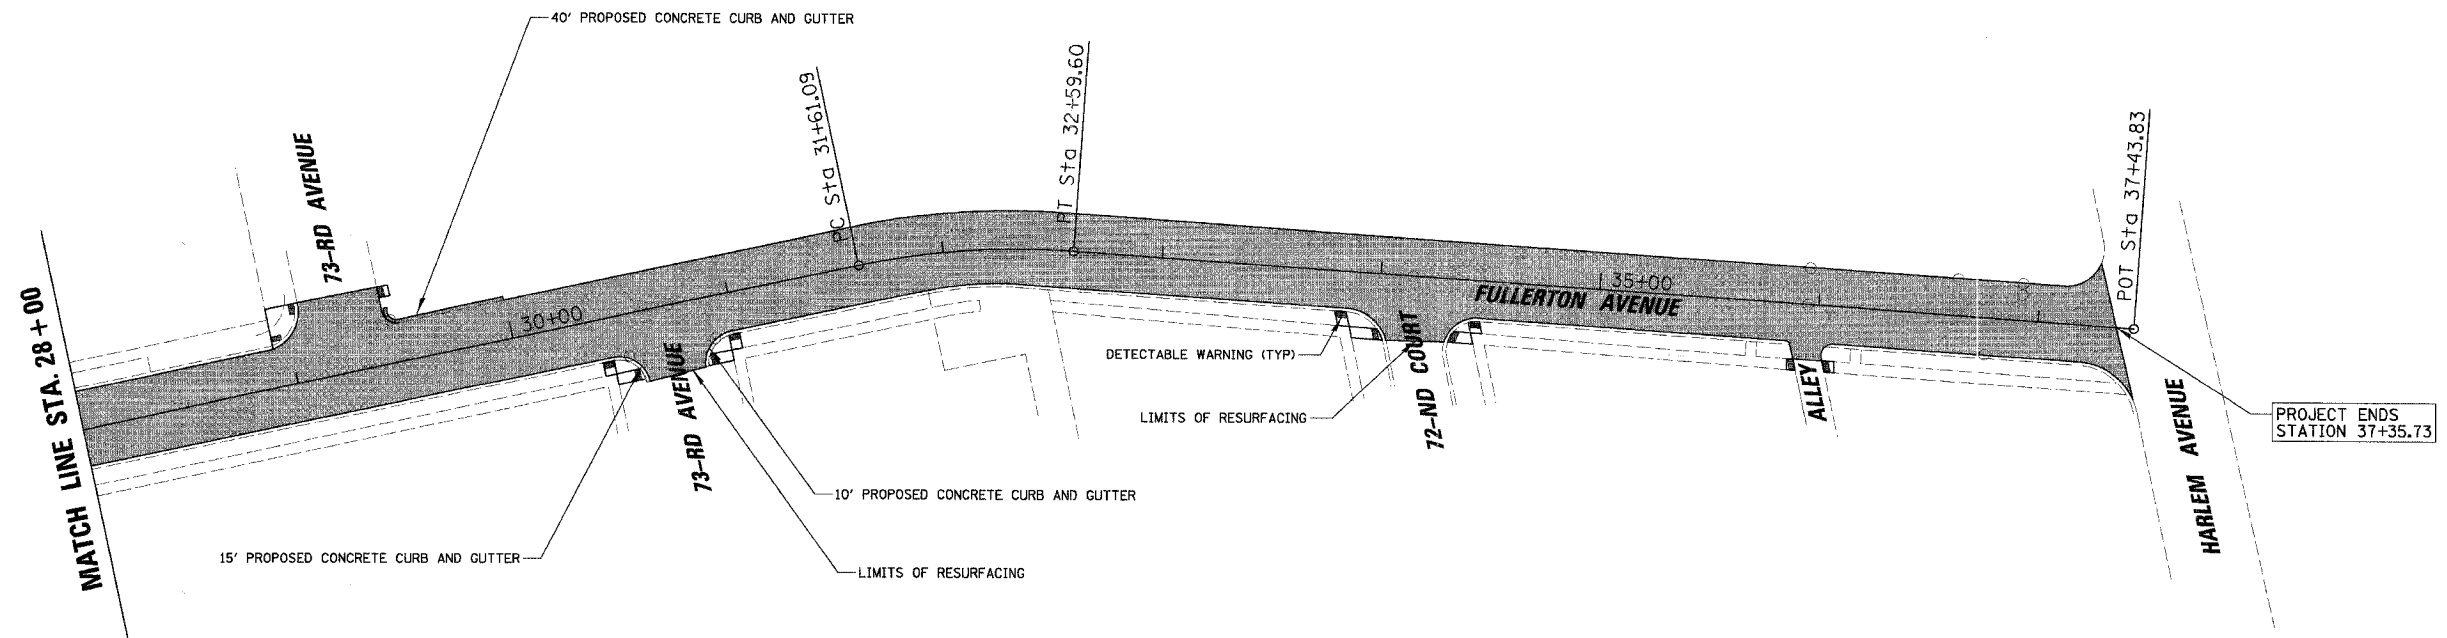 40' PROPOSED CONCRETE CURB AND GUTTER
73-RD AVENUE
PC Sta 31+61.09
PT Sta 32+59.60
POT Sta 37+43.83
MATCH LINE STA. 28+00
30+00
35+00
FULLERTON AVENUE
73-RD AVENUE
DETECTABLE WARNING (TYP)
72-ND COURT
ALLEY
LIMITS OF RESURFACING
HARLEM AVENUE
PROJECT ENDS
STATION 37+35.73
10' PROPOSED CONCRETE CURB AND GUTTER
15' PROPOSED CONCRETE CURB AND GUTTER
LIMITS OF RESURFACING